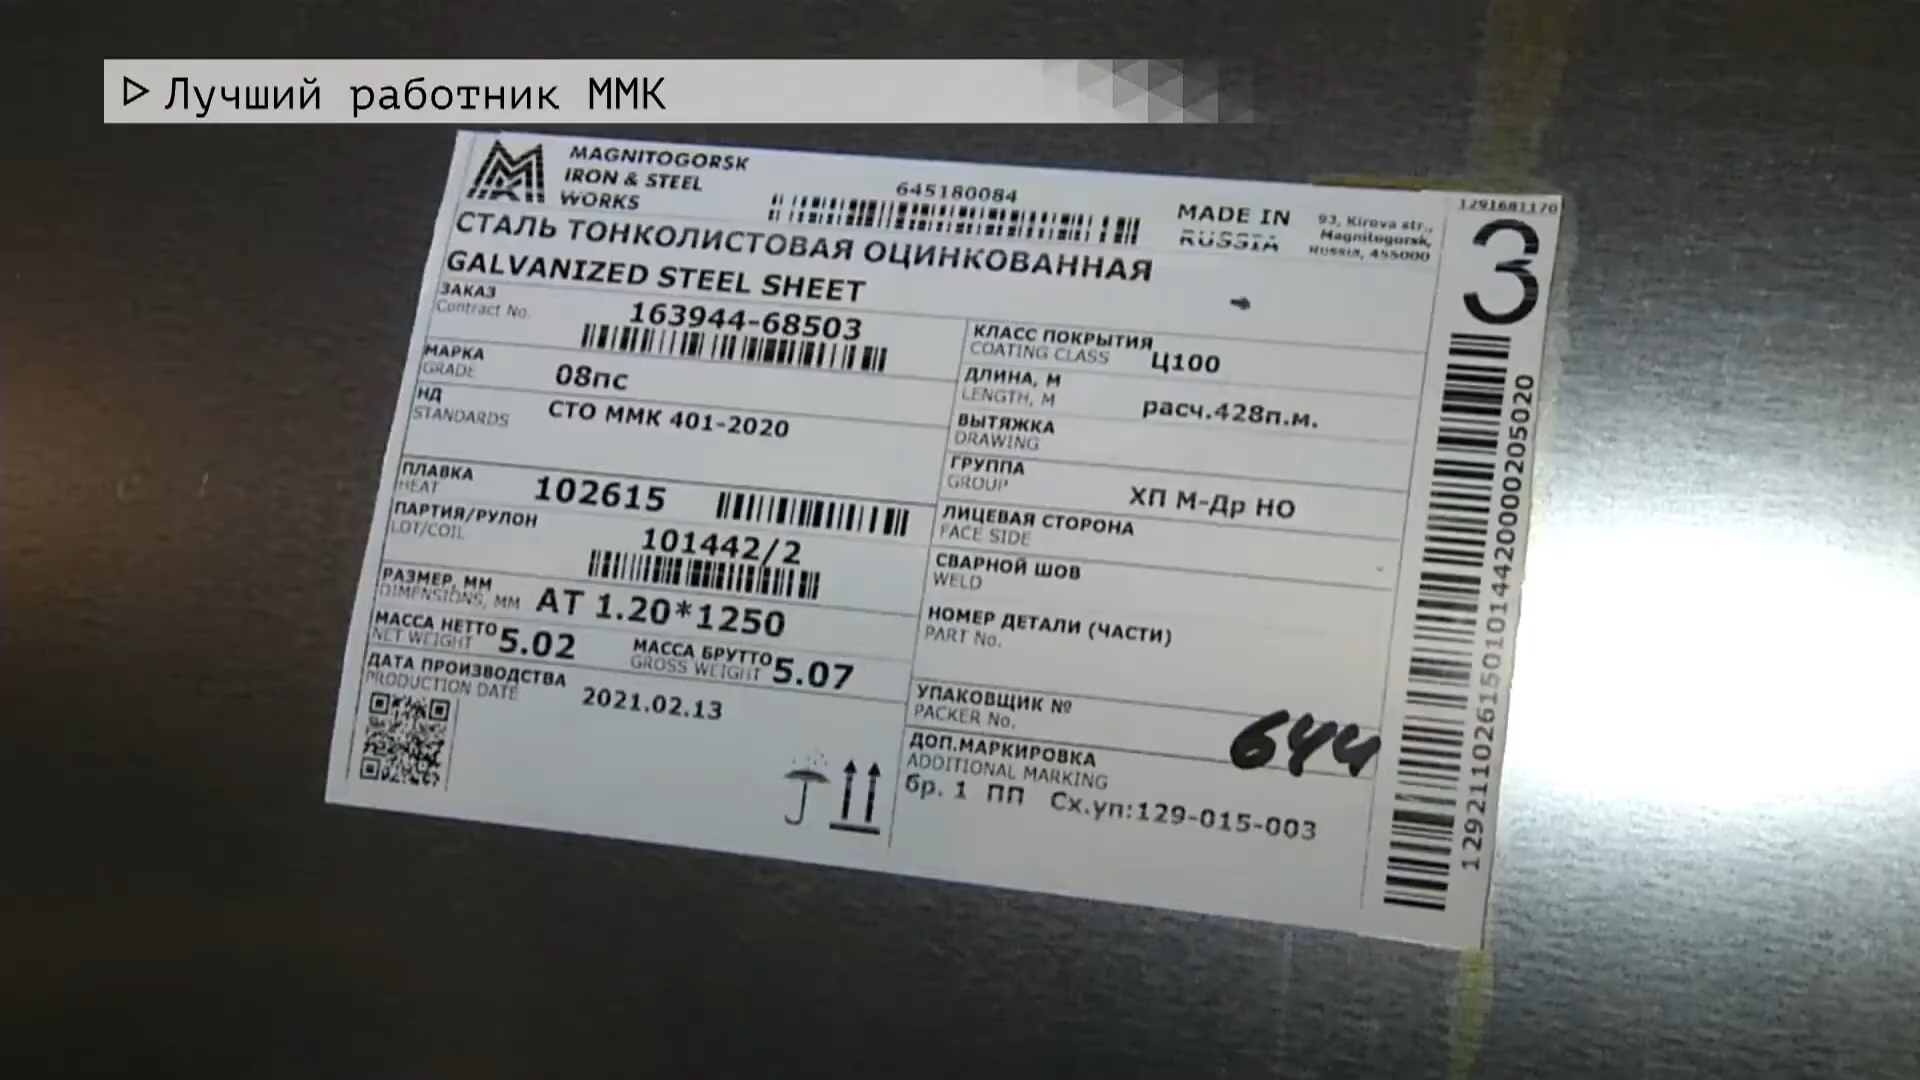 Лучший работник ММК
MAGNITOGORSK
IRON & STEEL
WORKS
645180084
MADE IN
RUSSIA
93, Kirova str.,
Magnitogorsk,
Russia, 455000
1291681170
3
СТАЛЬ ТОНКОЛИСТОВАЯ ОЦИНКОВАННАЯ
GALVANIZED STEEL SHEET
ЗАКАЗ
Contract No.
163944-68503
МАРКА
GRADE
08пс
НД
STANDARDS
СТО ММК 401-2020
ПЛАВКА
HEAT
102615
ПАРТИЯ/РУЛОН
LOT/COIL
101442/2
РАЗМЕР, ММ
DIMENSIONS, MM
АТ 1.20*1250
МАССА НЕТТО
NET WEIGHT
5.02
МАССА БРУТТО
GROSS WEIGHT
5.07
ДАТА ПРОИЗВОДСТВА
PRODUCTION DATE
2021.02.13
КЛАСС ПОКРЫТИЯ
COATING CLASS
Ц100
ДЛИНА, М
LENGTH, M
расч.428п.м.
ВЫТЯЖКА
DRAWING
ГРУППА
GROUP
ХП М-Др НО
ЛИЦЕВАЯ СТОРОНА
FACE SIDE
СВАРНОЙ ШОВ
WELD
НОМЕР ДЕТАЛИ (ЧАСТИ)
PART No.
УПАКОВЩИК №
PACKER No.
644
ДОП.МАРКИРОВКА
ADDITIONAL MARKING
бр. 1 ПП Сх.уп:129-015-003
1292110261501014420000205020